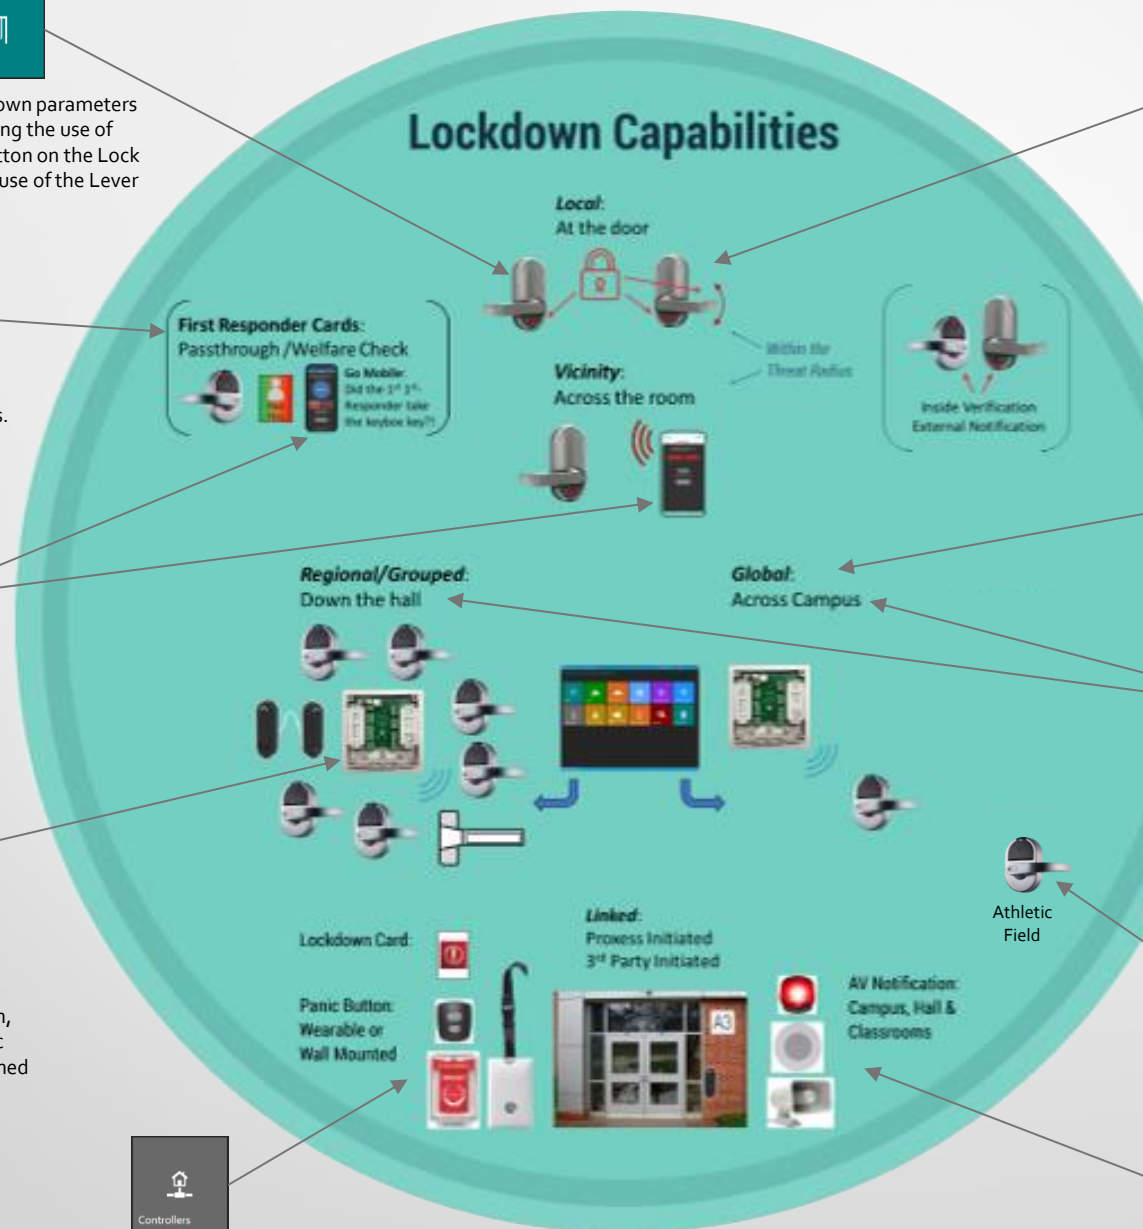 own parameters
ing the use of
tton on the Lock
use of the Lever
Lockdown Capabilities
Local:
At the door
First Responder Cards:
Passthrough /Welfare Check
Go Mobile:
Did the 1st 1st-
Responder take
the keybox key?!
Within the
Threat Radius
Vicinity:
Across the room
Inside Verification
External Notification
s.
Regional/Grouped:
Down the hall
Global:
Across Campus
Athletic
Field
Lockdown Card:
Panic Button:
Wearable or
Wall Mounted
Linked:
Proxess Initiated
3rd Party Initiated
A3
AV Notification:
Campus, Hall &
Classrooms
n,
c
ned
Controllers